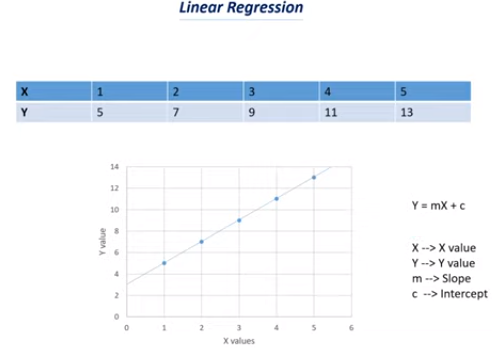 Linear Regression
X 1 2 3 4 5
Y 5 7 9 11 13
14
12
10
8
6
4
2
0
Y value
0 1 2 3 4 5 6
X values
Y = mX + c
X --> X value
Y --> Y value
m --> Slope
c --> Intercept